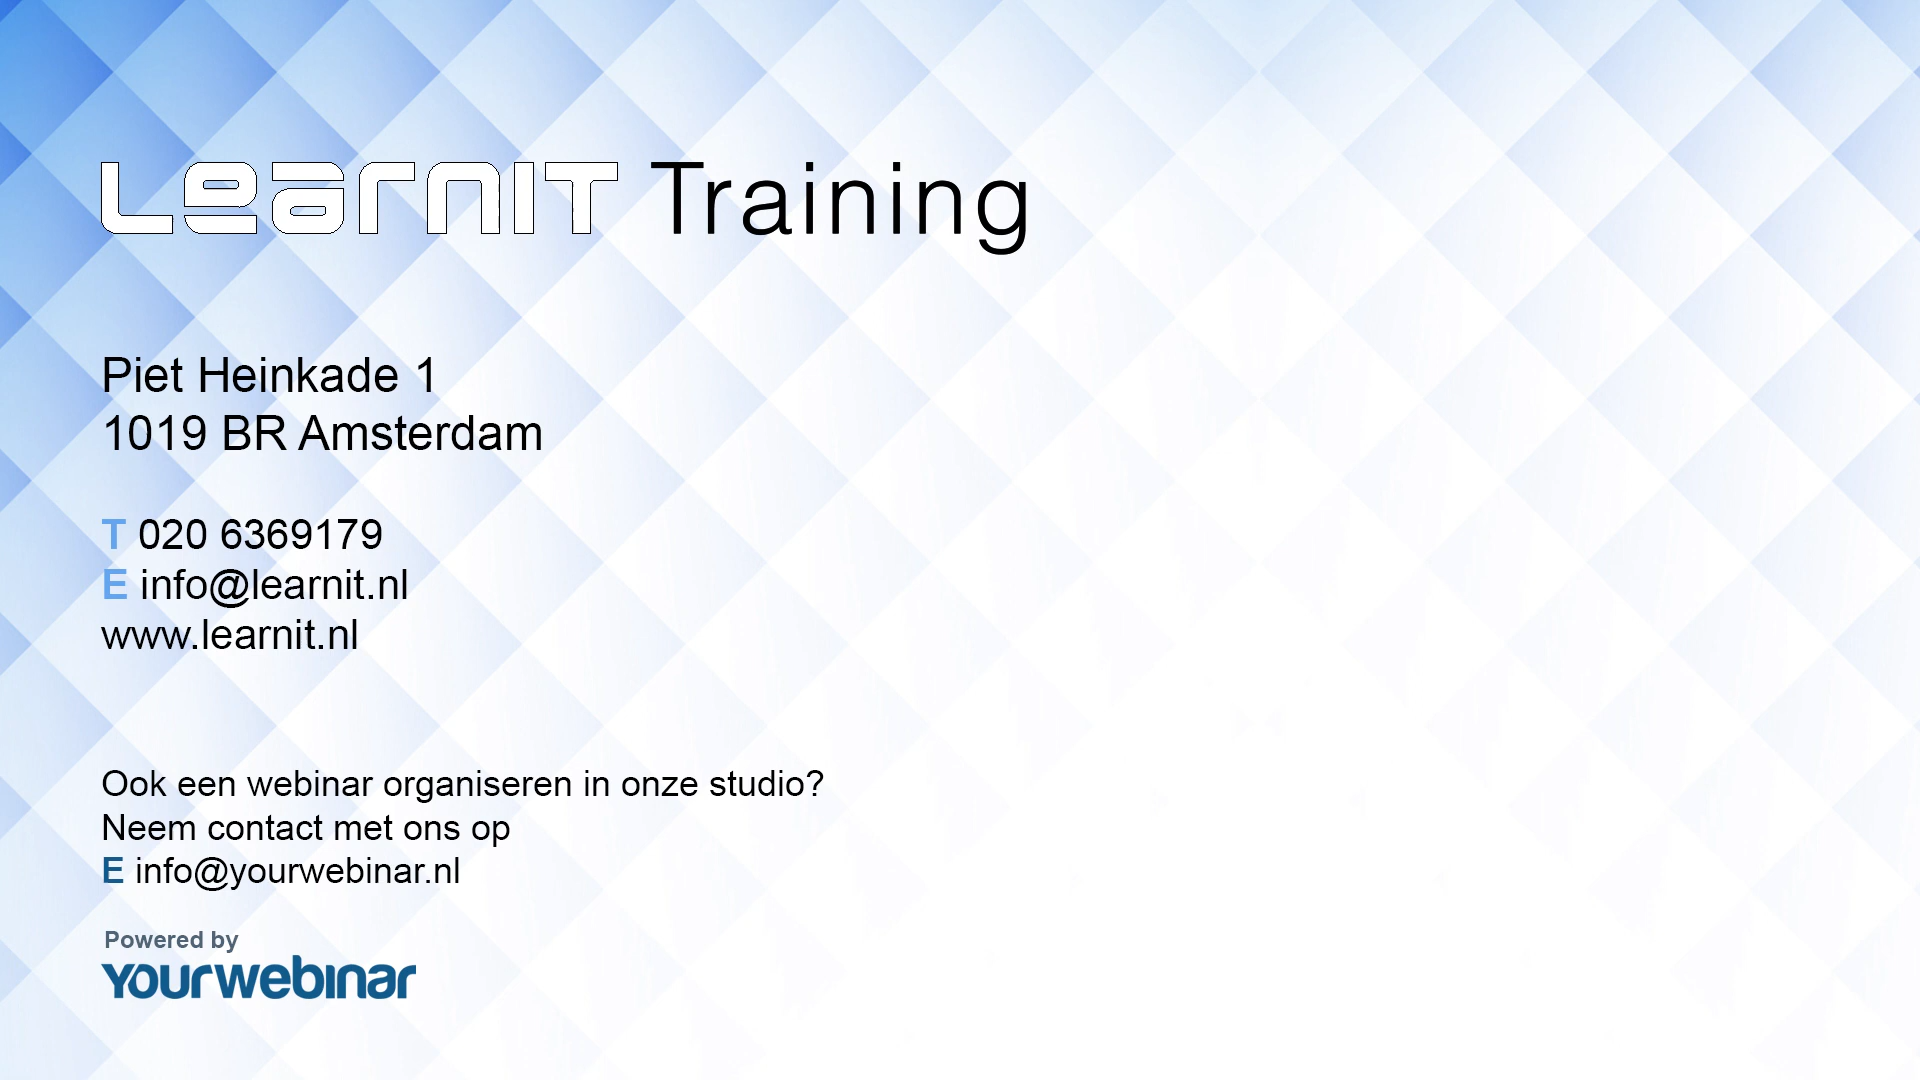 Learnit Training
Piet Heinkade 1
1019 BR Amsterdam
T 020 6369179
E info@learnit.nl
www.learnit.nl
Ook een webinar organiseren in onze studio?
Neem contact met ons op
E info@yourwebinar.nl
Powered by
yourwebinar